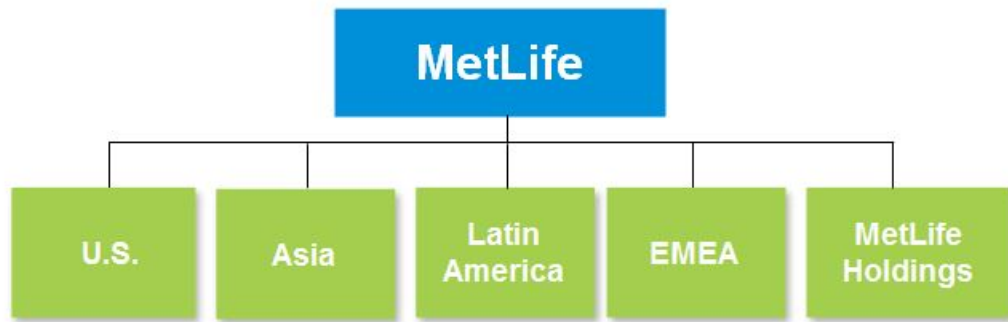 MetLife
U.S.
Asia
Latin
America
EMEA
MetLife
Holdings